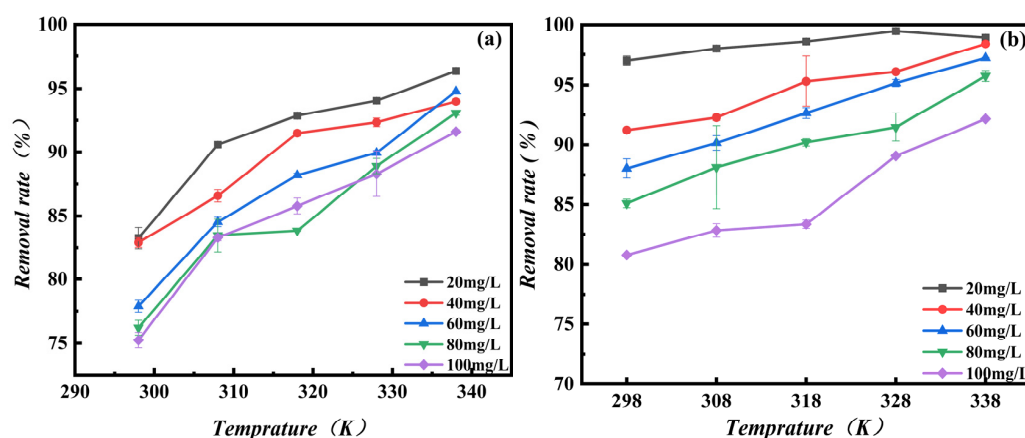 (a)
100
95
90
85
80
75
Removal rate (%)
290 300 310 320 330 340
Temprature (K)
20mg/L
40mg/L
60mg/L
80mg/L
100mg/L
(b)
100
95
90
85
80
75
70
Removal rate (%)
298 308 318 328 338
Temprature (K)
20mg/L
40mg/L
60mg/L
80mg/L
100mg/L